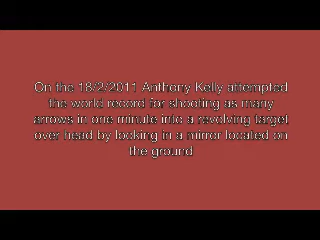 On the 18/2/2011 Anthony Kelly attempted
the world record for shooting as many
arrows in one minute into a revolving target
over head by looking in a mirror located on
the ground